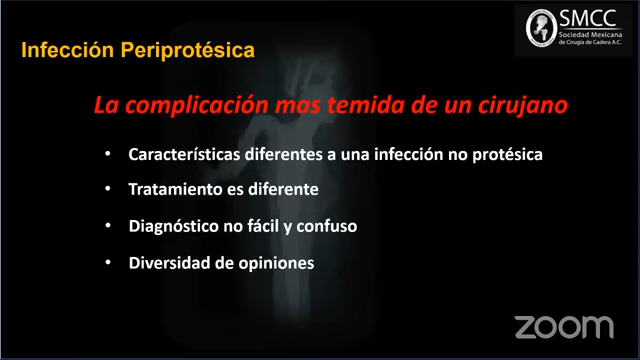 SMCC
Sociedad Mexicana
de Cirugía de Cadera A.C.
Infección Periprotésica
La complicación mas temida de un cirujano
• Características diferentes a una infección no protésica
• Tratamiento es diferente
• Diagnóstico no fácil y confuso
• Diversidad de opiniones
zoom